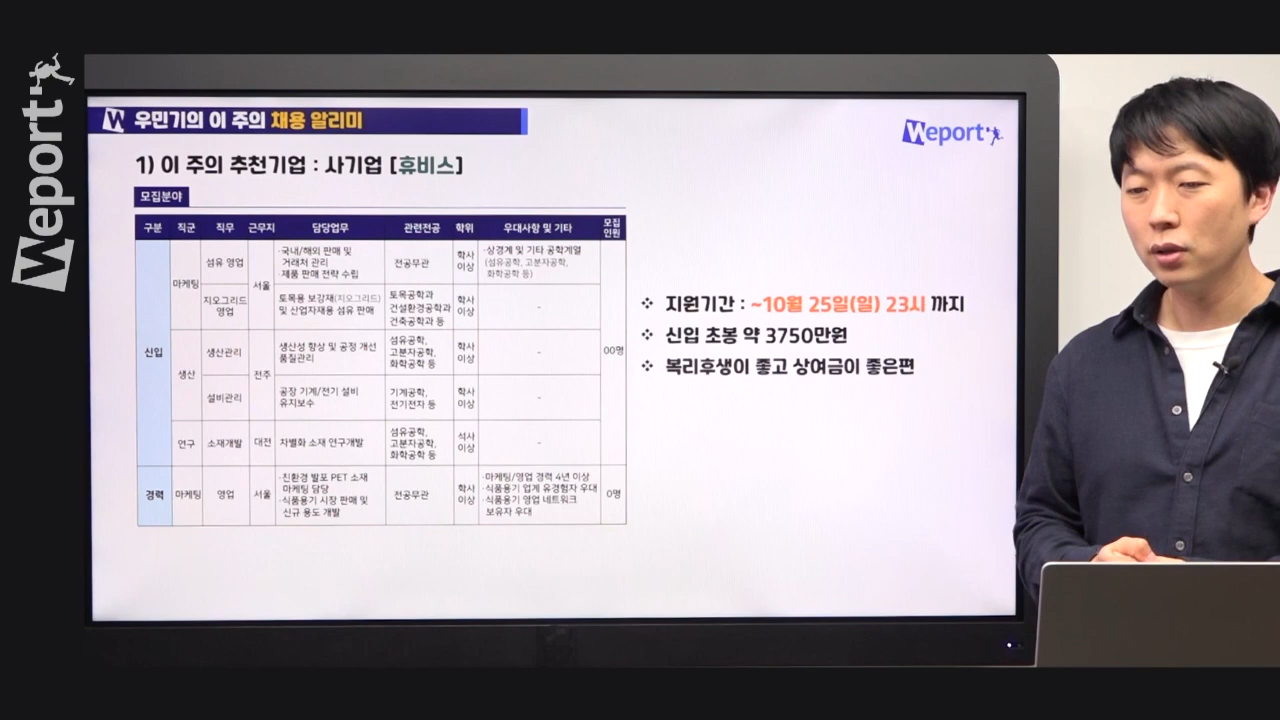 Weport
우민기의 이 주의 채용 알리미
Weport
1) 이 주의 추천기업 : 사기업 [휴비스]
모집분야
구분 직군 직무 근무지 담당업무 관련전공 학위 우대사항 및 기타 모집
인원
신입
마케팅
섬유 영업
서울
·국내/해외 판매 및
거래처 관리
·제품 판매 전략 수립
전공무관
학사
이상
·상경계 및 기타 공학계열
(섬유공학, 고분자공학,
화학공학 등)
00명
지오그리드
영업
토목용 보강재(지오그리드)
및 산업자재용 섬유 판매
토목공학과
건설환경공학과
건축공학과 등
학사
이상
-
생산
생산관리
전주
생산성 향상 및 공정 개선
품질관리
섬유공학,
고분자공학,
화학공학 등
학사
이상
-
설비관리
공장 기계/전기 설비
유지보수
기계공학,
전기전자 등
학사
이상
-
연구
소재개발
대전
차별화 소재 연구개발
섬유공학,
고분자공학,
화학공학 등
석사
이상
-
경력
마케팅
영업
서울
·친환경 발포 PET 소재
마케팅 담당
·식품용기 시장 판매 및
신규 용도 개발
전공무관
학사
이상
·마케팅/영업 경력 4년 이상
·식품용기 업계 유경험자 우대
·식품용기 영업 네트워크
보유자 우대
0명
❖ 지원기간 : ~10월 25일(일) 23시 까지
❖ 신입 초봉 약 3750만원
❖ 복리후생이 좋고 상여금이 좋은편